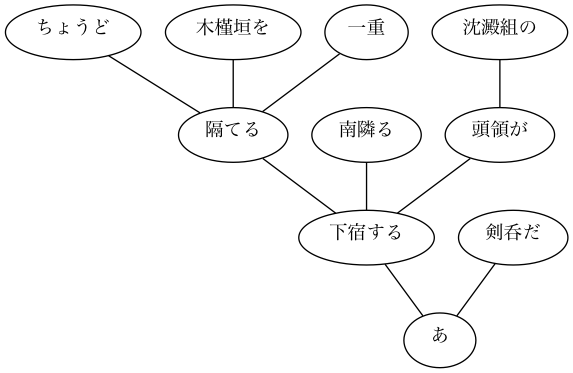 ちょうど
木槿垣を
一重
沈澱組の
隔てる
南隣る
頭領が
下宿する
剣呑だ
あ